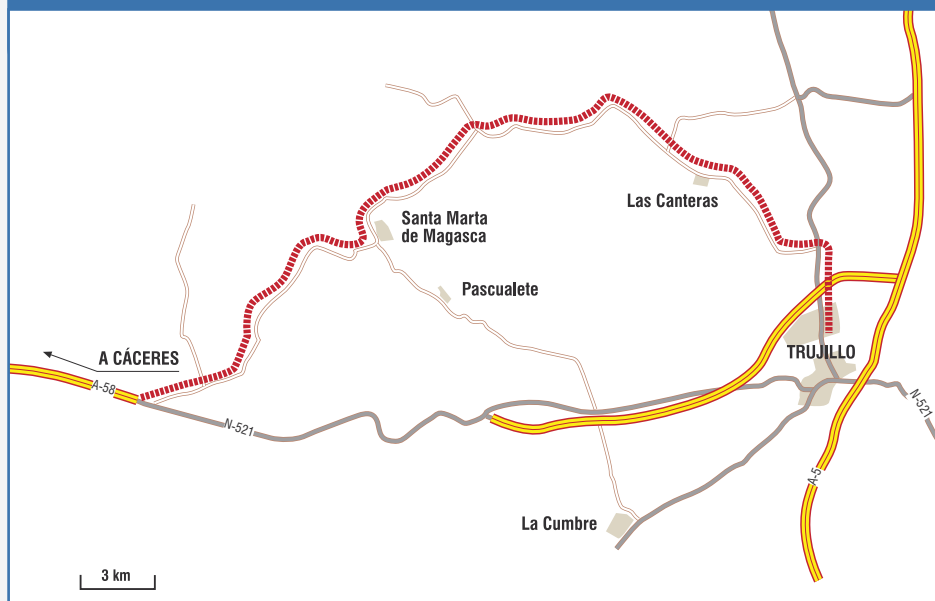 Las Canteras
Santa Marta
de Magasca
Pascualete
A CÁCERES
TRUJILLO
A-58
N-521
N-521
A-5
La Cumbre
3 km